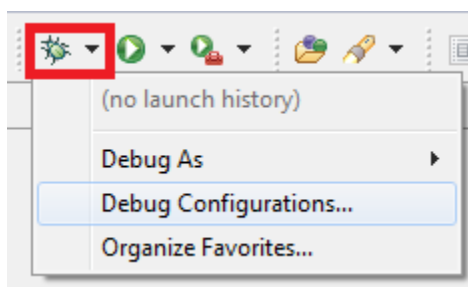 (no launch history)
Debug As
Debug Configurations...
Organize Favorites...